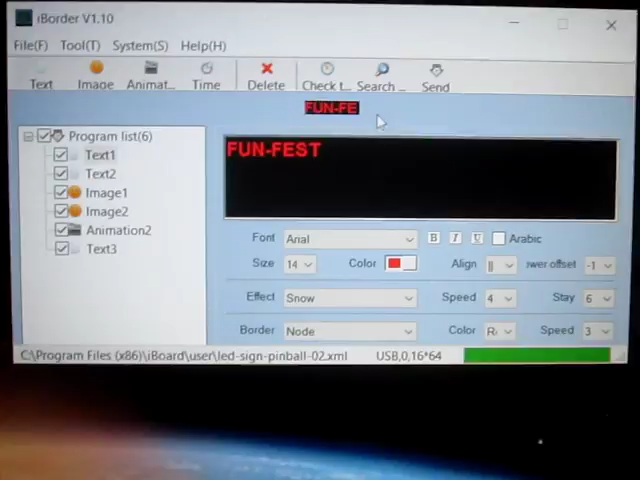 iBorder V1.10
File(F) Tool(T) System(S) Help(H)
Text Image Animat... Time Delete Check t... Search ... Send
FUN-FE
Program list(6)
Text1
Text2
Image1
Image2
Animation2
Text3
FUN-FEST
Font Arial B I U Arabic
Size 14 Color Align ower offset -1
Effect Snow Speed 4 Stay 6
Border Node Color Speed 3
C:\Program Files (x86)\iBoard\user\led-sign-pinball-02.xml USB,0,16*64